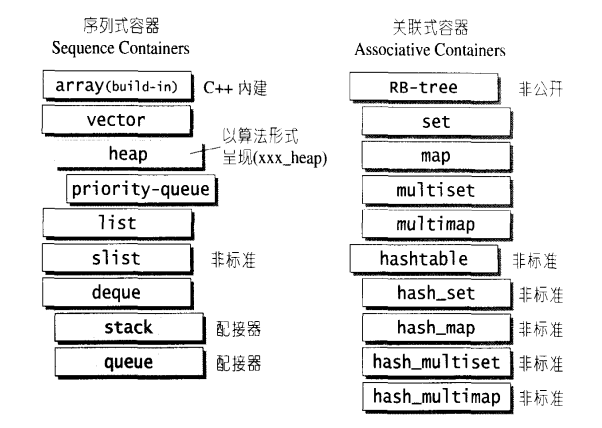 序列式容器
Sequence Containers
array(build-in) C++ 内建
vector
heap 以算法形式
呈现(xxx_heap)
priority-queue
list
slist 非标准
deque
stack 配接器
queue 配接器
关联式容器
Associative Containers
RB-tree 非公开
set
map
multiset
multimap
hashtable 非标准
hash_set 非标准
hash_map 非标准
hash_multiset 非标准
hash_multimap 非标准